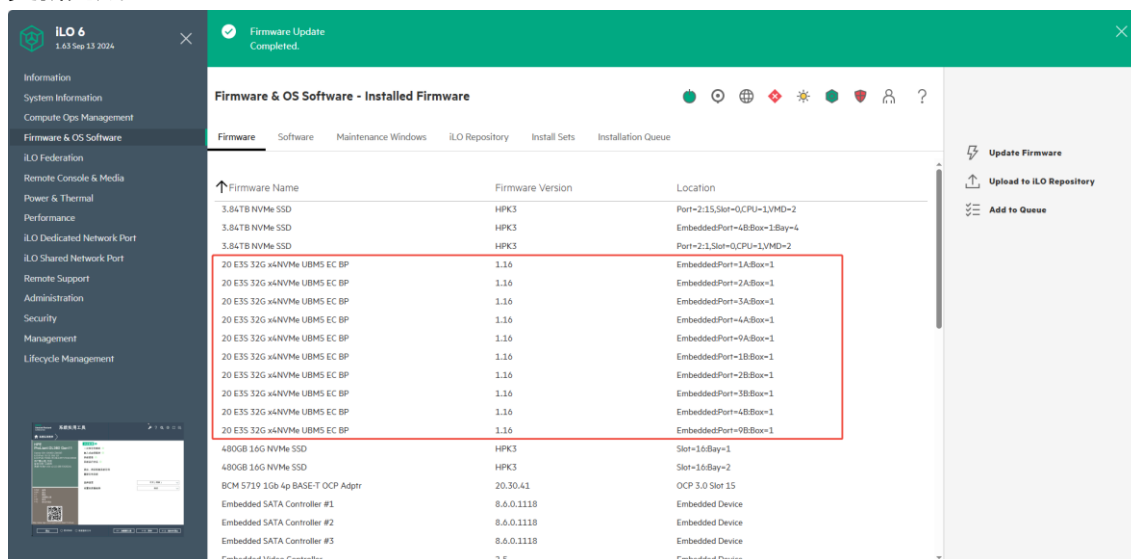 iLO 6
1.63 Sep 13 2024
Firmware Update
Completed.
Information
System Information
Compute Ops Management
Firmware & OS Software
iLO Federation
Remote Console & Media
Power & Thermal
Performance
iLO Dedicated Network Port
iLO Shared Network Port
Remote Support
Administration
Security
Management
Lifecycle Management
Firmware & OS Software - Installed Firmware
Firmware Software Maintenance Windows iLO Repository Install Sets Installation Queue
Firmware Name Firmware Version Location
3.84TB NVMe SSD HPK3 Port=2:15,Slot=0,CPU=1,VMD=2
3.84TB NVMe SSD HPK3 Embedded:Port=4B:Box=1:Bay=4
3.84TB NVMe SSD HPK3 Port=2:1,Slot=0,CPU=1,VMD=2
20 E3S 32G x4NVMe UBM5 EC BP 1.16 Embedded:Port=1A:Box=1
20 E3S 32G x4NVMe UBM5 EC BP 1.16 Embedded:Port=2A:Box=1
20 E3S 32G x4NVMe UBM5 EC BP 1.16 Embedded:Port=3A:Box=1
20 E3S 32G x4NVMe UBM5 EC BP 1.16 Embedded:Port=4A:Box=1
20 E3S 32G x4NVMe UBM5 EC BP 1.16 Embedded:Port=9A:Box=1
20 E3S 32G x4NVMe UBM5 EC BP 1.16 Embedded:Port=1B:Box=1
20 E3S 32G x4NVMe UBM5 EC BP 1.16 Embedded:Port=2B:Box=1
20 E3S 32G x4NVMe UBM5 EC BP 1.16 Embedded:Port=3B:Box=1
20 E3S 32G x4NVMe UBM5 EC BP 1.16 Embedded:Port=4B:Box=1
20 E3S 32G x4NVMe UBM5 EC BP 1.16 Embedded:Port=9B:Box=1
480GB 16G NVMe SSD HPK3 Slot=16:Bay=1
480GB 16G NVMe SSD HPK3 Slot=16:Bay=2
BCM 5719 1Gb 4p BASE-T OCP Adptr 20.30.41 OCP 3.0 Slot 15
Embedded SATA Controller #1 8.6.0.1118 Embedded Device
Embedded SATA Controller #2 8.6.0.1118 Embedded Device
Embedded SATA Controller #3 8.6.0.1118 Embedded Device
Embedded Video Controller 2.5 Embedded Device
Update Firmware
Upload to iLO Repository
Add to Queue
系统实用工具